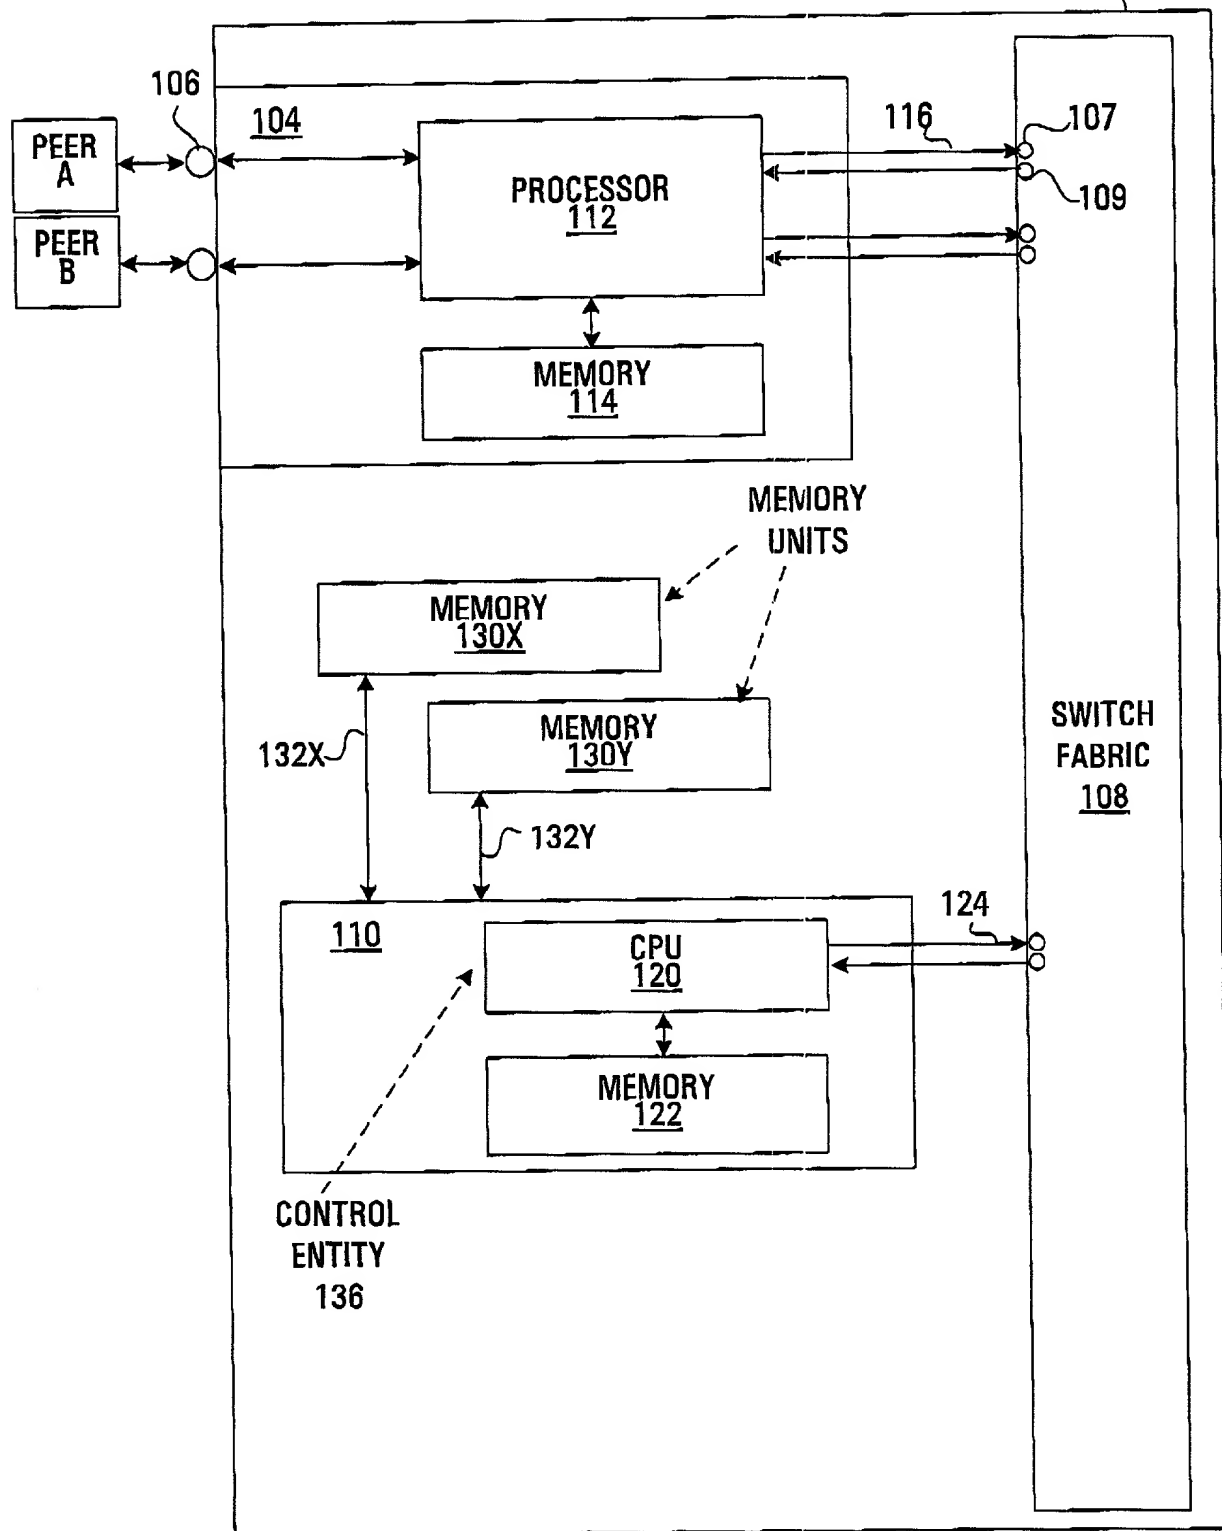 106
104
116
107
PEER
A
PROCESSOR
112
109
PEER
B
MEMORY
114
MEMORY
UNITS
MEMORY
130X
MEMORY
130Y
132X
SWITCH
FABRIC
108
132Y
110
CPU
120
124
MEMORY
122
CONTROL
ENTITY
136